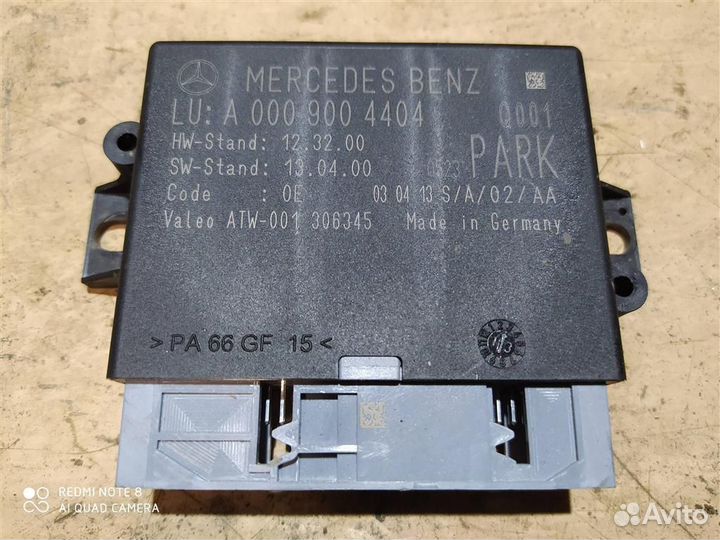 MERCEDES BENZ
LU: A 000 900 4404 Q001
HW-Stand: 12.32.00
SW-Stand: 13.04.00 PARK
Code : 0E 03 04 13 S/A/02/AA
Valeo ATW-001 306345 Made in Germany
>PA 66 GF 15<
REDMI NOTE 8
AI QUAD CAMERA
Avito